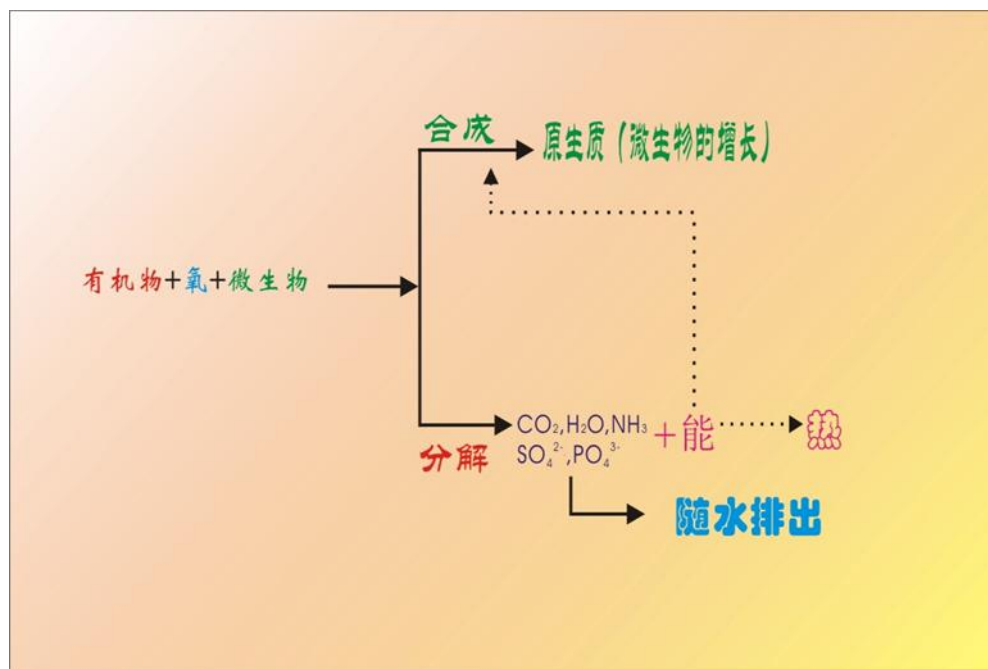 合成
原生质（微生物的增长）
有机物+氧+微生物
分解
CO₂,H₂O,NH₃
SO₄²⁻,PO₄³⁻
+能
热
随水排出